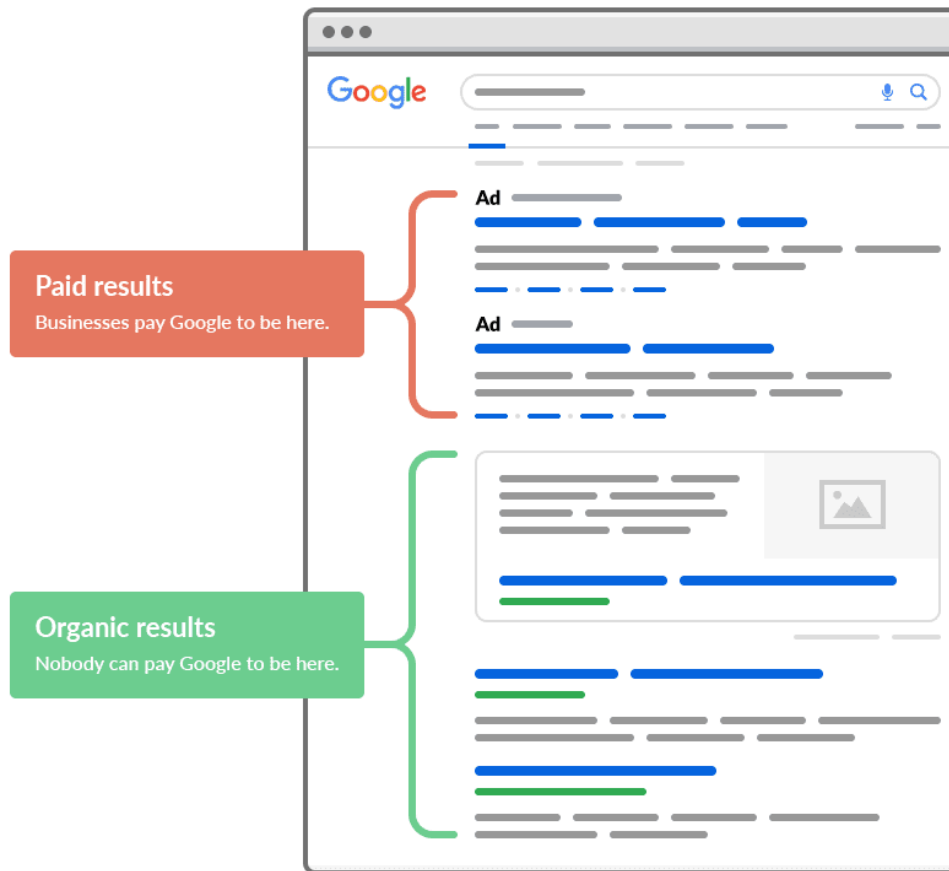 Google
Ad
Paid results
Businesses pay Google to be here.
Ad
Organic results
Nobody can pay Google to be here.